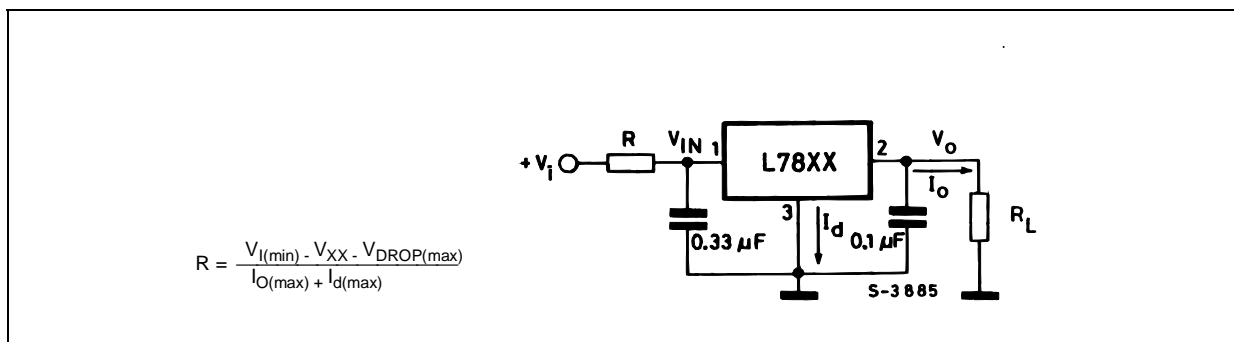 R = V_I(min) - V_XX - V_DROP(max)
I_O(max) + I_d(max)
+ V_i
R
V_IN
1
L78XX
2
V_o
I_o
3
I_d
0.33 µF
0.1 µF
R_L
S-3885